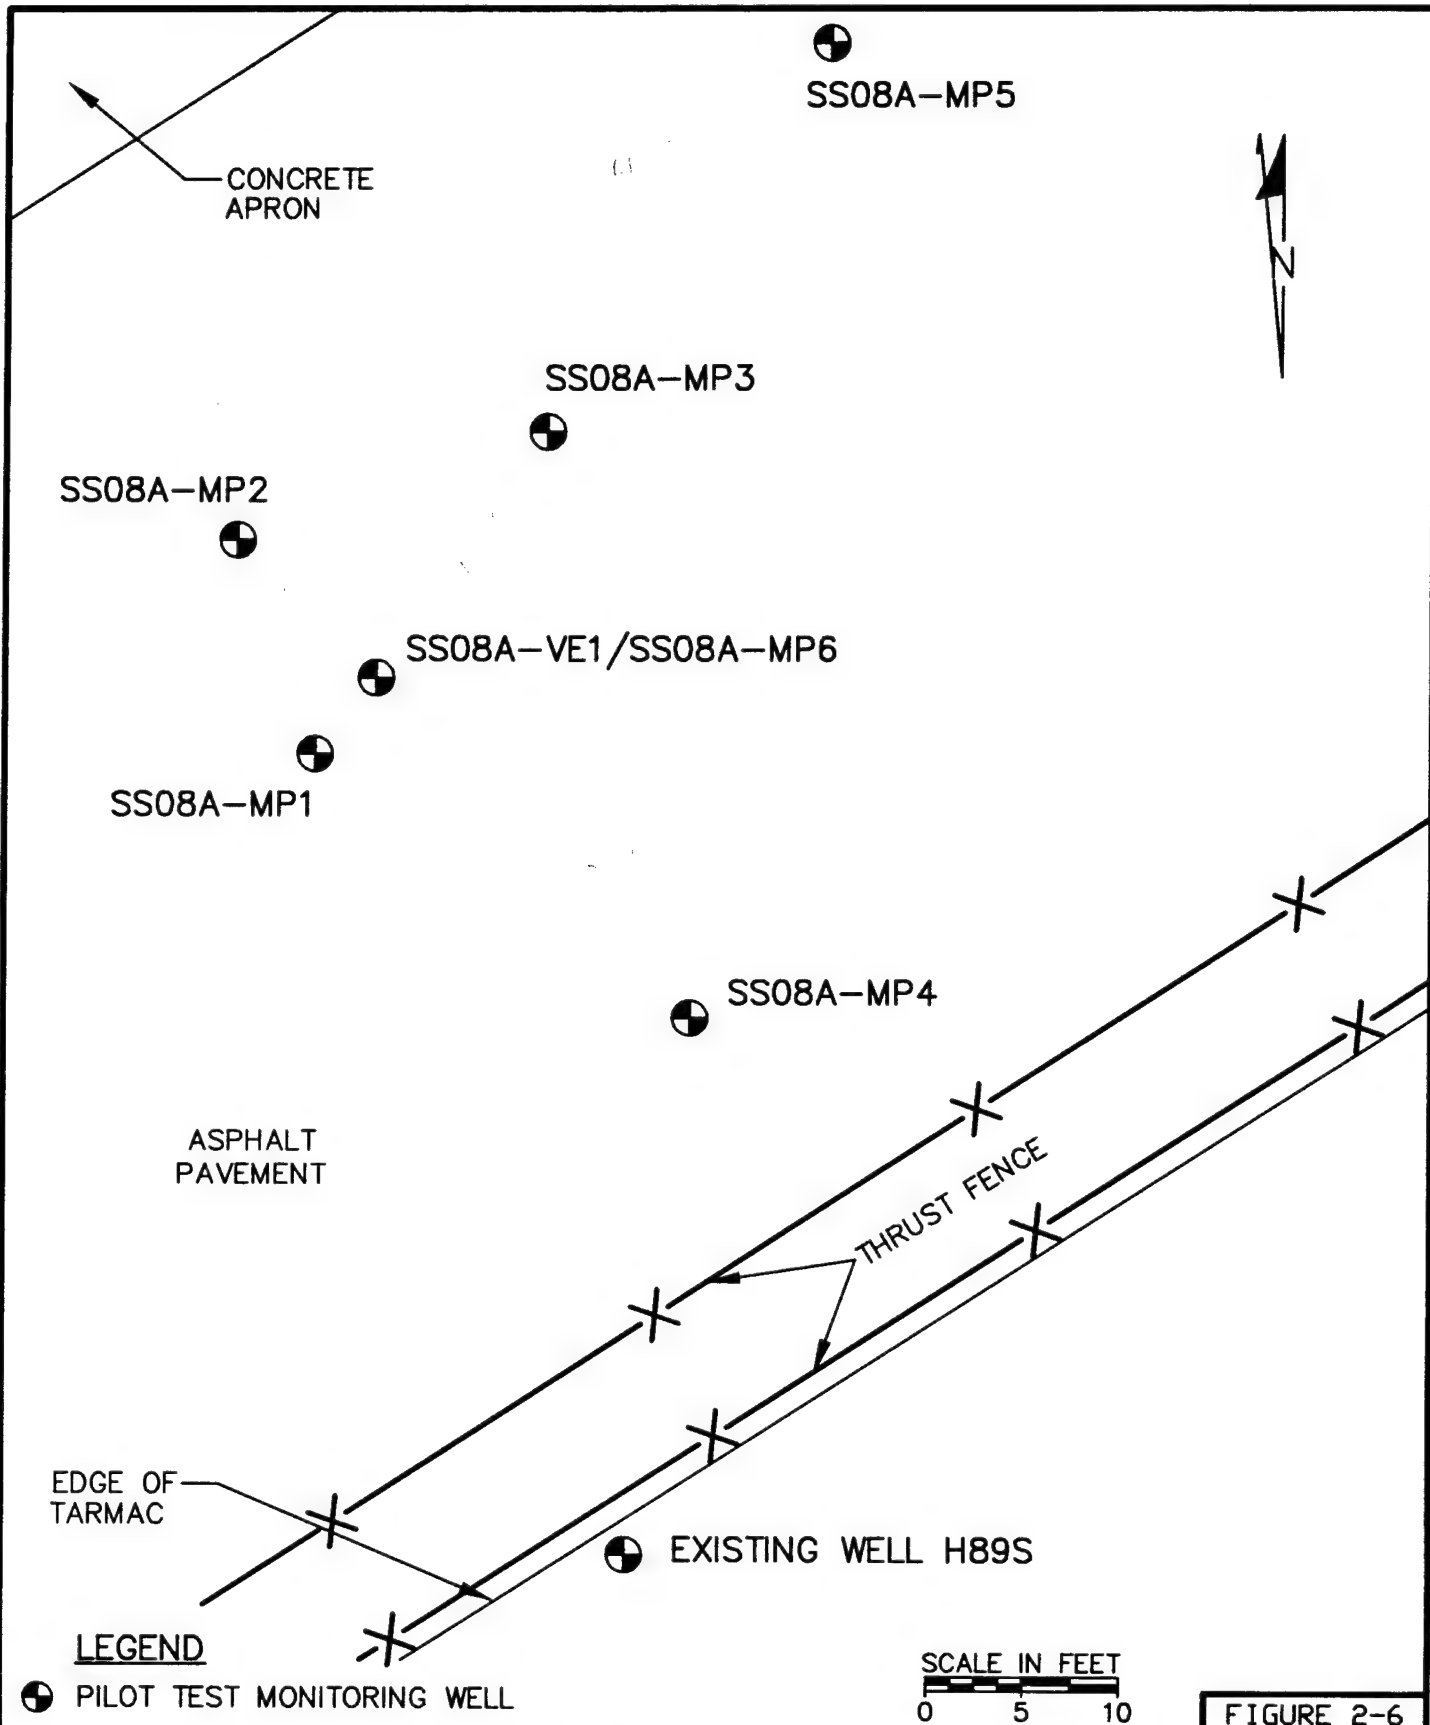 SS08A-MP5
CONCRETE
APRON
N
SS08A-MP3
SS08A-MP2
SS08A-VE1/SS08A-MP6
SS08A-MP1
SS08A-MP4
ASPHALT
PAVEMENT
THRUST FENCE
EDGE OF
TARMAC
EXISTING WELL H89S
LEGEND
PILOT TEST MONITORING WELL
SCALE IN FEET
0 5 10
FIGURE 2-6